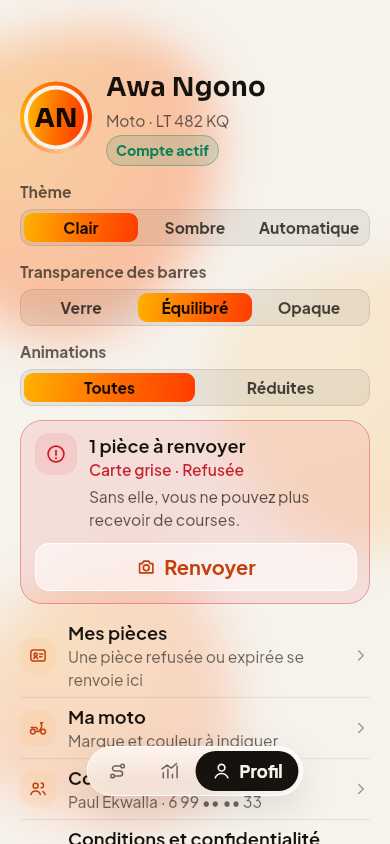 AN
Awa Ngono
Moto · LT 482 KQ
Compte actif
Thème
Clair Sombre Automatique
Transparence des barres
Verre Équilibré Opaque
Animations
Toutes Réduites
1 pièce à renvoyer
Carte grise · Refusée
Sans elle, vous ne pouvez plus
recevoir de courses.
Renvoyer
Mes pièces
Une pièce refusée ou expirée se
renvoie ici
Ma moto
Marque et couleur à indiquer
Profil
Paul Ekwalla · 6 99 •• •• 33
Conditions et confidentialité